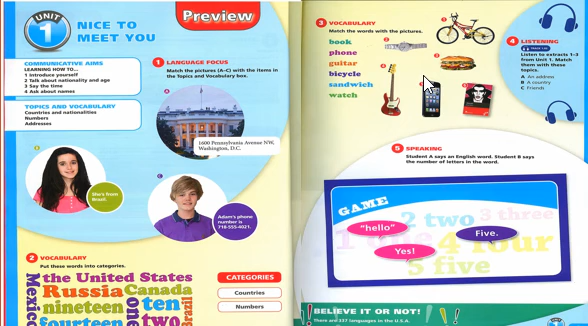 UNIT
1
NICE TO
MEET YOU
Preview
COMMUNICATIVE AIMS
LEARNING HOW TO...
1 Introduce yourself
2 Talk about nationality and age
3 Say the time
4 Ask about names
TOPICS AND VOCABULARY
Countries and nationalities
Numbers
Addresses
1 LANGUAGE FOCUS
Match the pictures (A–C) with the items in
the Topics and Vocabulary box.
A
1600 Pennsylvania Avenue NW,
Washington, D.C.
She's from
Brazil.
Adam's phone
number is
718-555-4021.
2 VOCABULARY
Put these words into categories.
Mexico
the United States
Russia
Canada
nineteen
ten
fourteen
one
two
Brazil
CATEGORIES
Countries
Numbers
3 VOCABULARY
Match the words with the pictures.
book
phone
guitar
bicycle
sandwich
watch
4 LISTENING
Listen to extracts 1–3
from Unit 1. Match
them with these
topics.
A An address
B A country
C Friends
5 SPEAKING
Student A says an English word. Student B says
the number of letters in the word.
GAME
"hello"
Five.
Yes!
2 two
3 three
4 four
5 five
BELIEVE IT OR NOT!
There are 337 languages in the U.S.A.